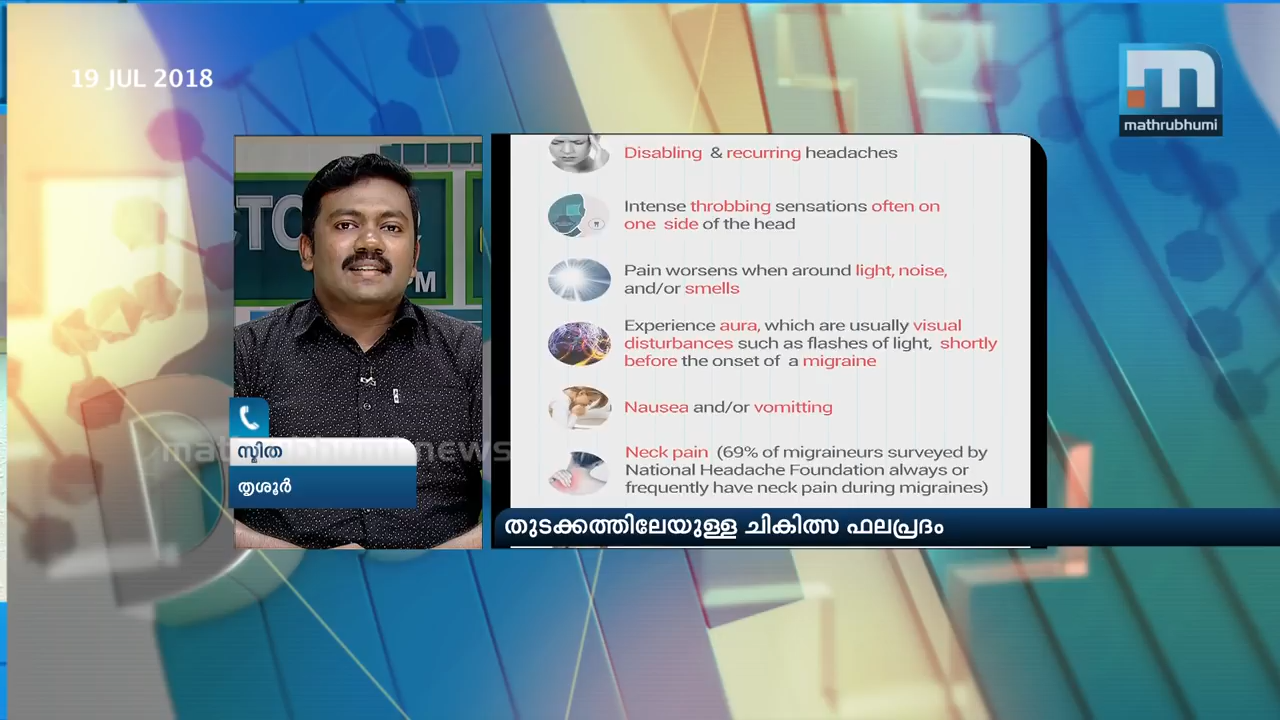 19 JUL 2018
mathrubhumi
Disabling & recurring headaches
Intense throbbing sensations often on
one side of the head
Pain worsens when around light, noise,
and/or smells
Experience aura, which are usually visual
disturbances such as flashes of light, shortly
before the onset of a migraine
Nausea and/or vomitting
Neck pain (69% of migraineurs surveyed by
National Headache Foundation always or
frequently have neck pain during migraines)
mathrubhumi news
സ്മിത
തൃശൂർ
തുടക്കത്തിലേയുള്ള ചികിത്സ ഫലപ്രദം